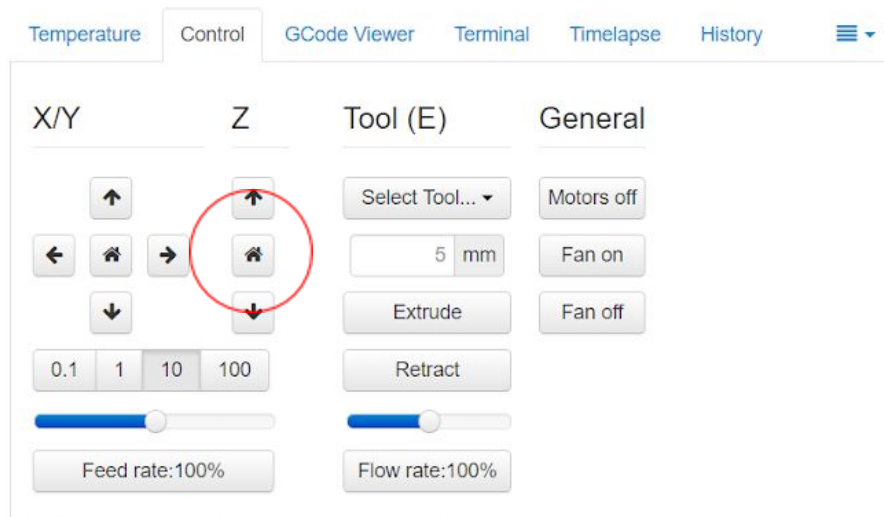 Temperature Control GCode Viewer Terminal Timelapse History
X/Y Z Tool (E) General
Select Tool... Motors off
5 mm Fan on
Extrude Fan off
0.1 1 10 100 Retract
Feed rate:100% Flow rate:100%